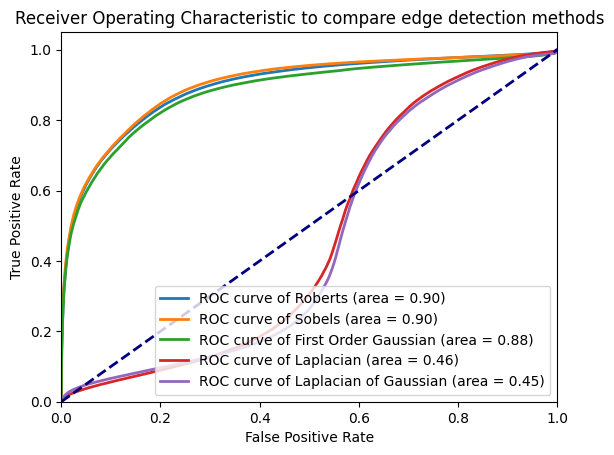 Receiver Operating Characteristic to compare edge detection methods
1.0
0.8
0.6
0.4
0.2
0.0
True Positive Rate
ROC curve of Roberts (area = 0.90)
ROC curve of Sobels (area = 0.90)
ROC curve of First Order Gaussian (area = 0.88)
ROC curve of Laplacian (area = 0.46)
ROC curve of Laplacian of Gaussian (area = 0.45)
0.0 0.2 0.4 0.6 0.8 1.0
False Positive Rate